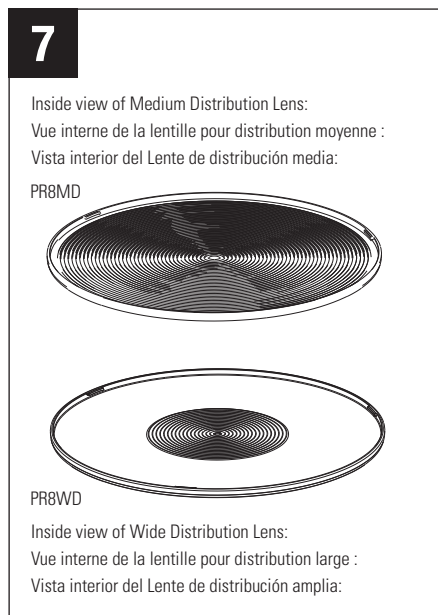 7
Inside view of Medium Distribution Lens:
Vue interne de la lentille pour distribution moyenne :
Vista interior del Lente de distribución media:
PR8MD
PR8WD
Inside view of Wide Distribution Lens:
Vue interne de la lentille pour distribution large :
Vista interior del Lente de distribución amplia: